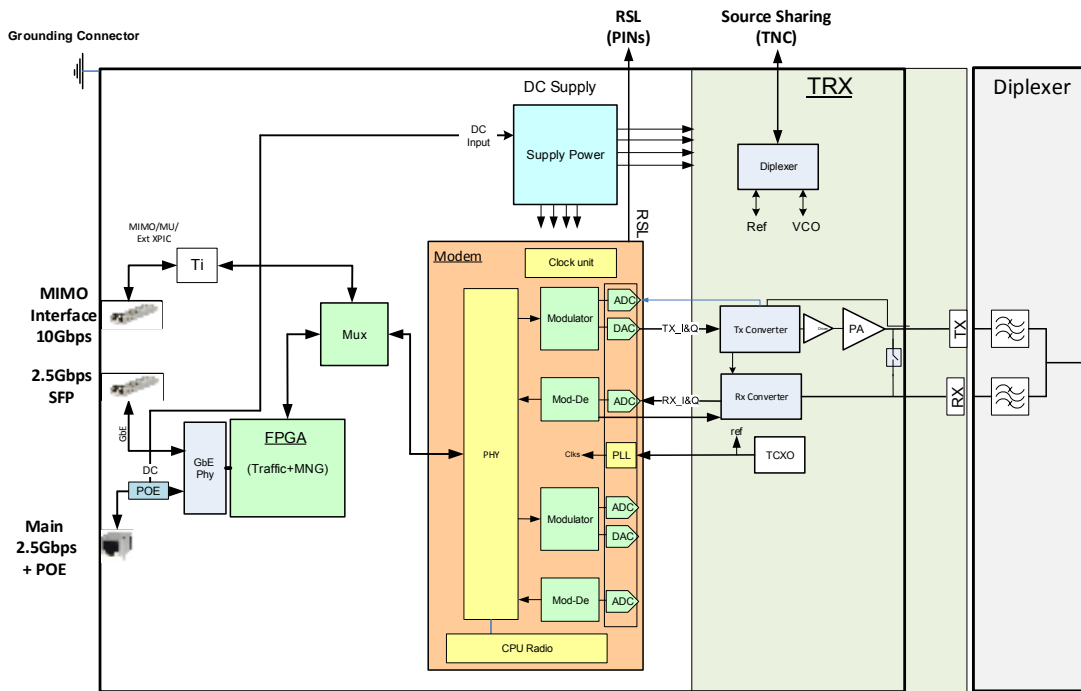 RSL
(PINs)
Source Sharing
(TNC)
Grounding Connector
DC Supply
TRX
Diplexer
DC
Input
Supply Power
Diplexer
Ref
VCO
MIMO/MU/
Ext XPIC
Ti
RSL
Modem
Clock unit
MIMO
Interface
10Gbps
Mux
Modulator
ADC
DAC
TX_I&Q
Tx Converter
PA
TX
2.5Gbps
SFP
Mod-De
ADC
RX_I&Q
Rx Converter
RX
GbE
FPGA
(Traffic+MNG)
GbE
Phy
PHY
Clks
PLL
ref
TCXO
DC
POE
Modulator
ADC
DAC
Main
2.5Gbps
+ POE
Mod-De
ADC
CPU Radio